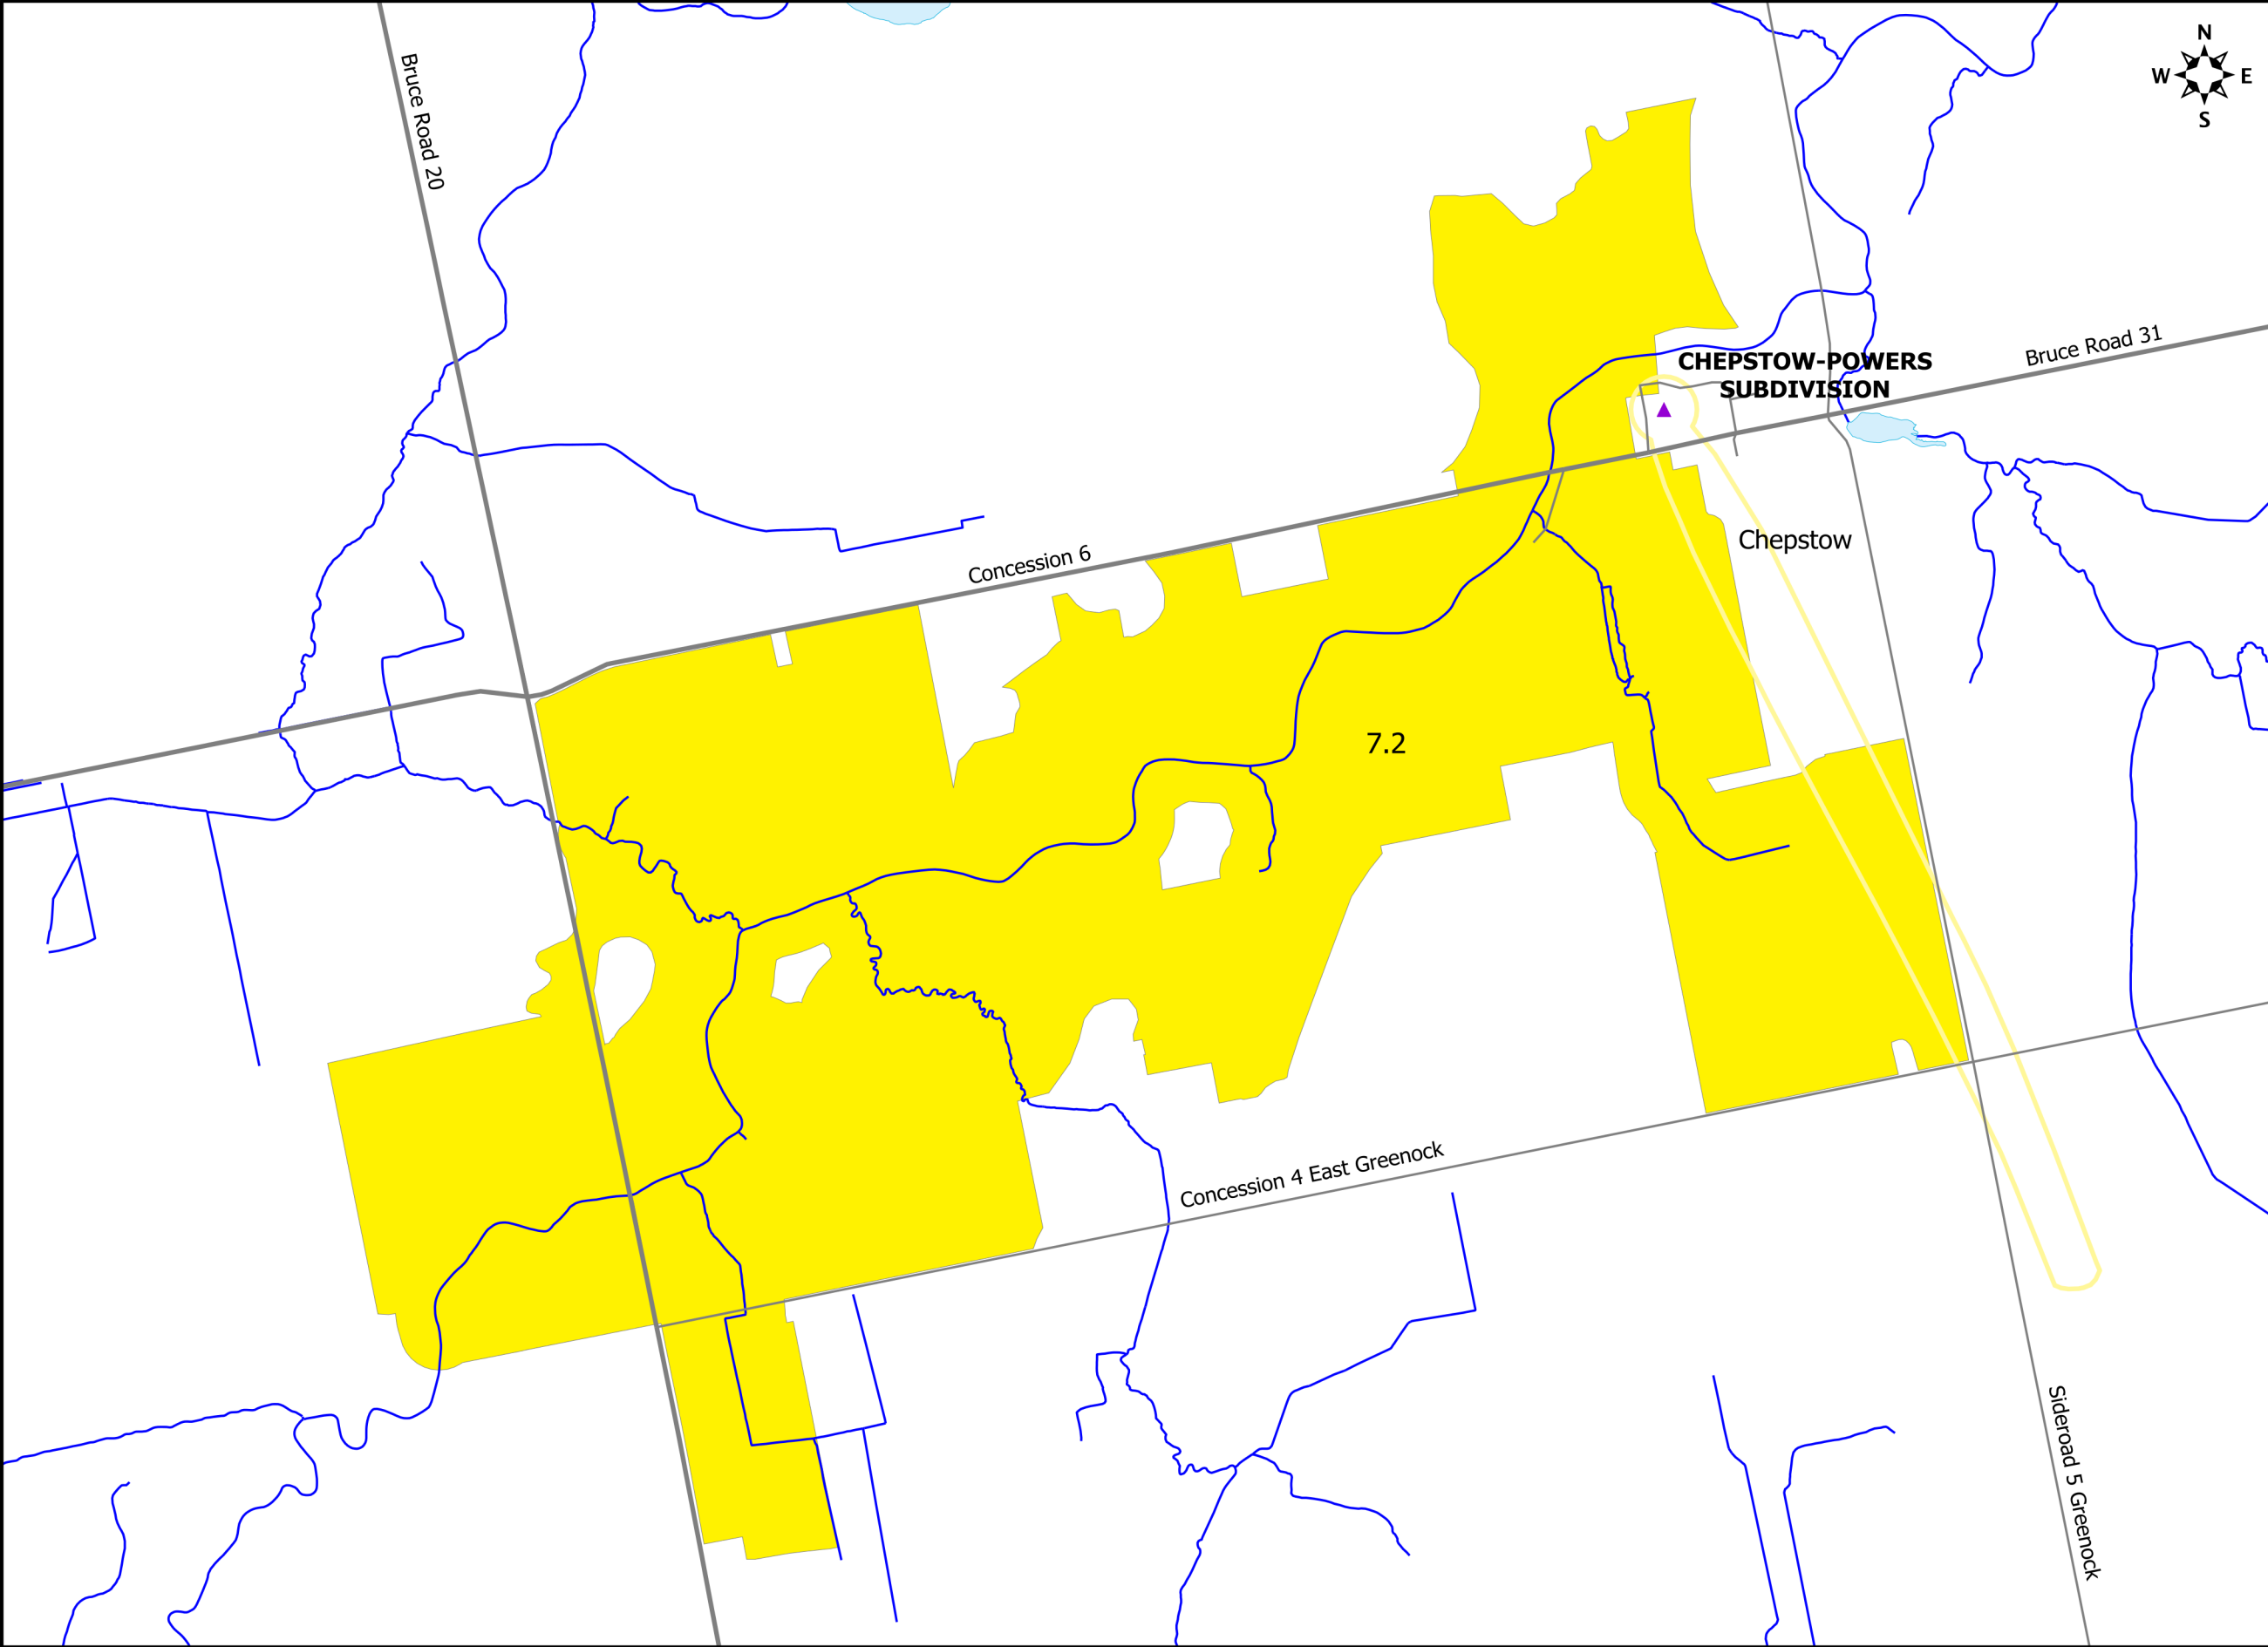 N
W E
S
Bruce Road 20
Bruce Road 31
CHEPSTOW-POWERS
SUBDIVISION
Chepstow
Concession 6
7.2
Concession 4 East Greenock
Sideroad 5 Greenock